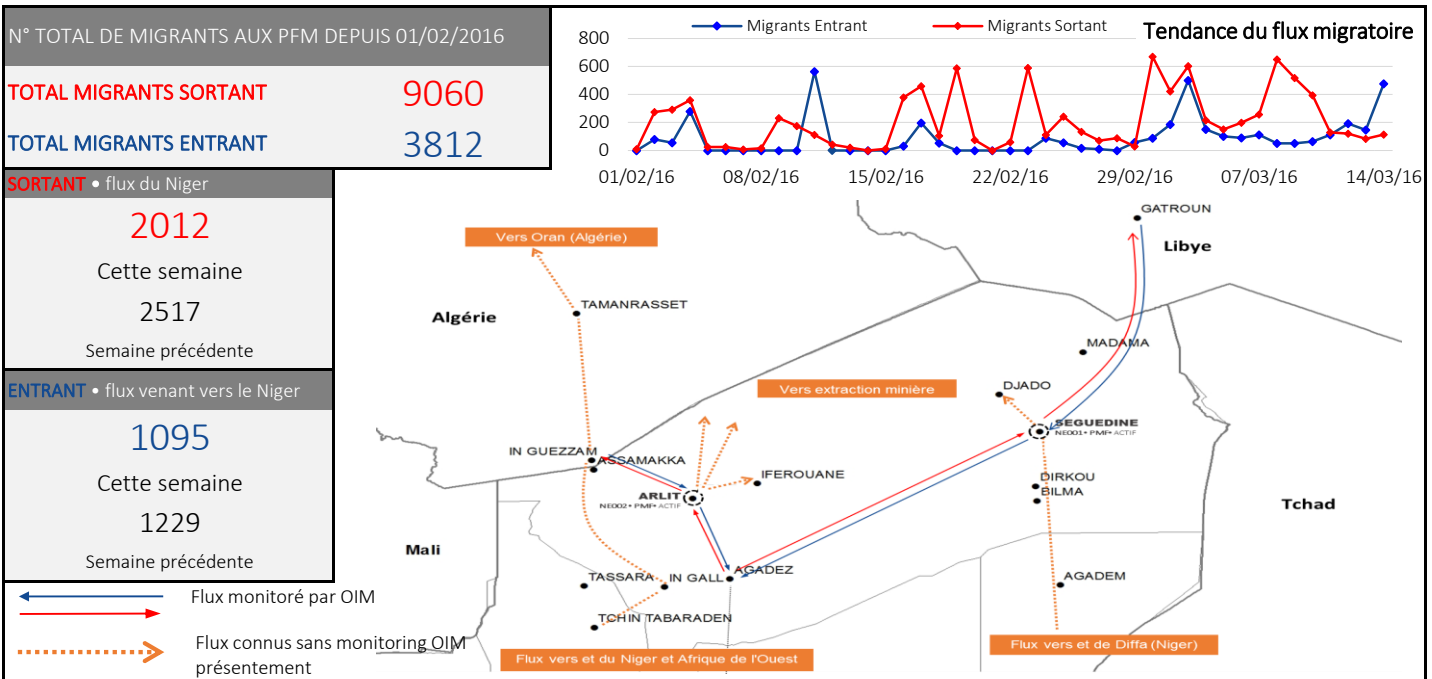 N° TOTAL DE MIGRANTS AUX PFM DEPUIS 01/02/2016
TOTAL MIGRANTS SORTANT 9060
TOTAL MIGRANTS ENTRANT 3812
SORTANT • flux du Niger
2012
Cette semaine
2517
Semaine précédente
ENTRANT • flux venant vers le Niger
1095
Cette semaine
1229
Semaine précédente
Flux monitoré par OIM
Flux connus sans monitoring OIM
présentement
Migrants Entrant Migrants Sortant Tendance du flux migratoire
800
600
400
200
0
01/02/16 08/02/16 15/02/16 22/02/16 29/02/16 07/03/16 14/03/16
GATROUN
Vers Oran (Algérie)
Libye
TAMANRASSET
Algérie
MADAMA
Vers extraction minière
DJADO
SEGUEDINE
NE001 • PMF• ACTIF
IN GUEZZAM
ASSAMAKKA
IFEROUANE
DIRKOU
BILMA
ARLIT
NE002 • PMF• ACTIF
Tchad
Mali
TASSARA
IN GALL
AGADEZ
AGADEM
TCHIN TABARADEN
Flux vers et de Diffa (Niger)
Flux vers et du Niger et Afrique de l'Ouest